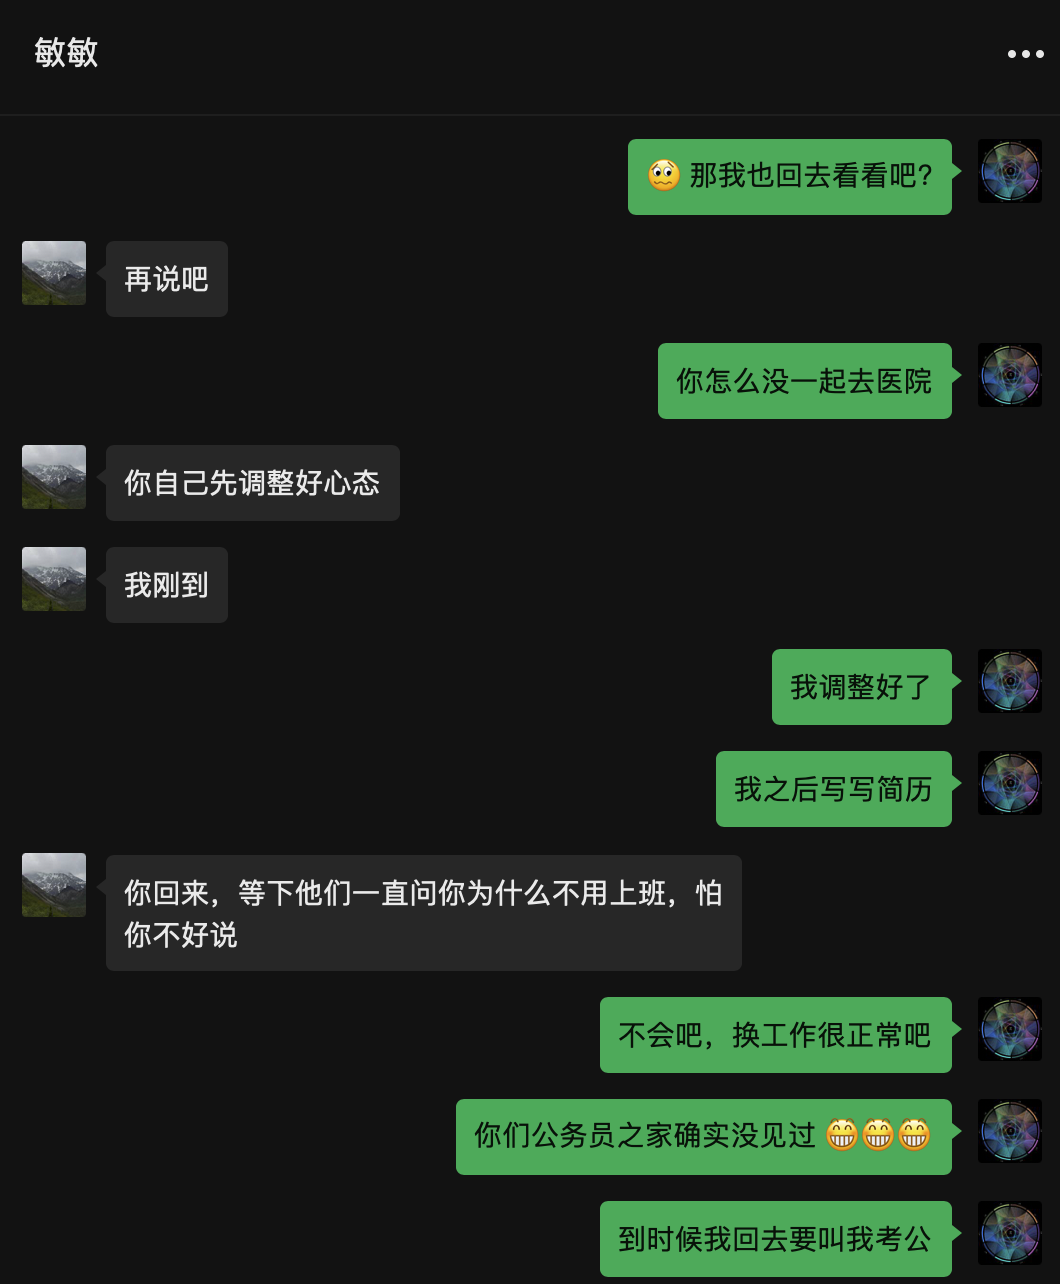 敏敏
🥴 那我也回去看看吧?
再说吧
你怎么没一起去医院
你自己先调整好心态
我刚到
我调整好了
我之后写写简历
你回来，等下他们一直问你为什么不用上班，怕
你不好说
不会吧，换工作很正常吧
你们公务员之家确实没见过 😁😁😁
到时候我回去要叫我考公